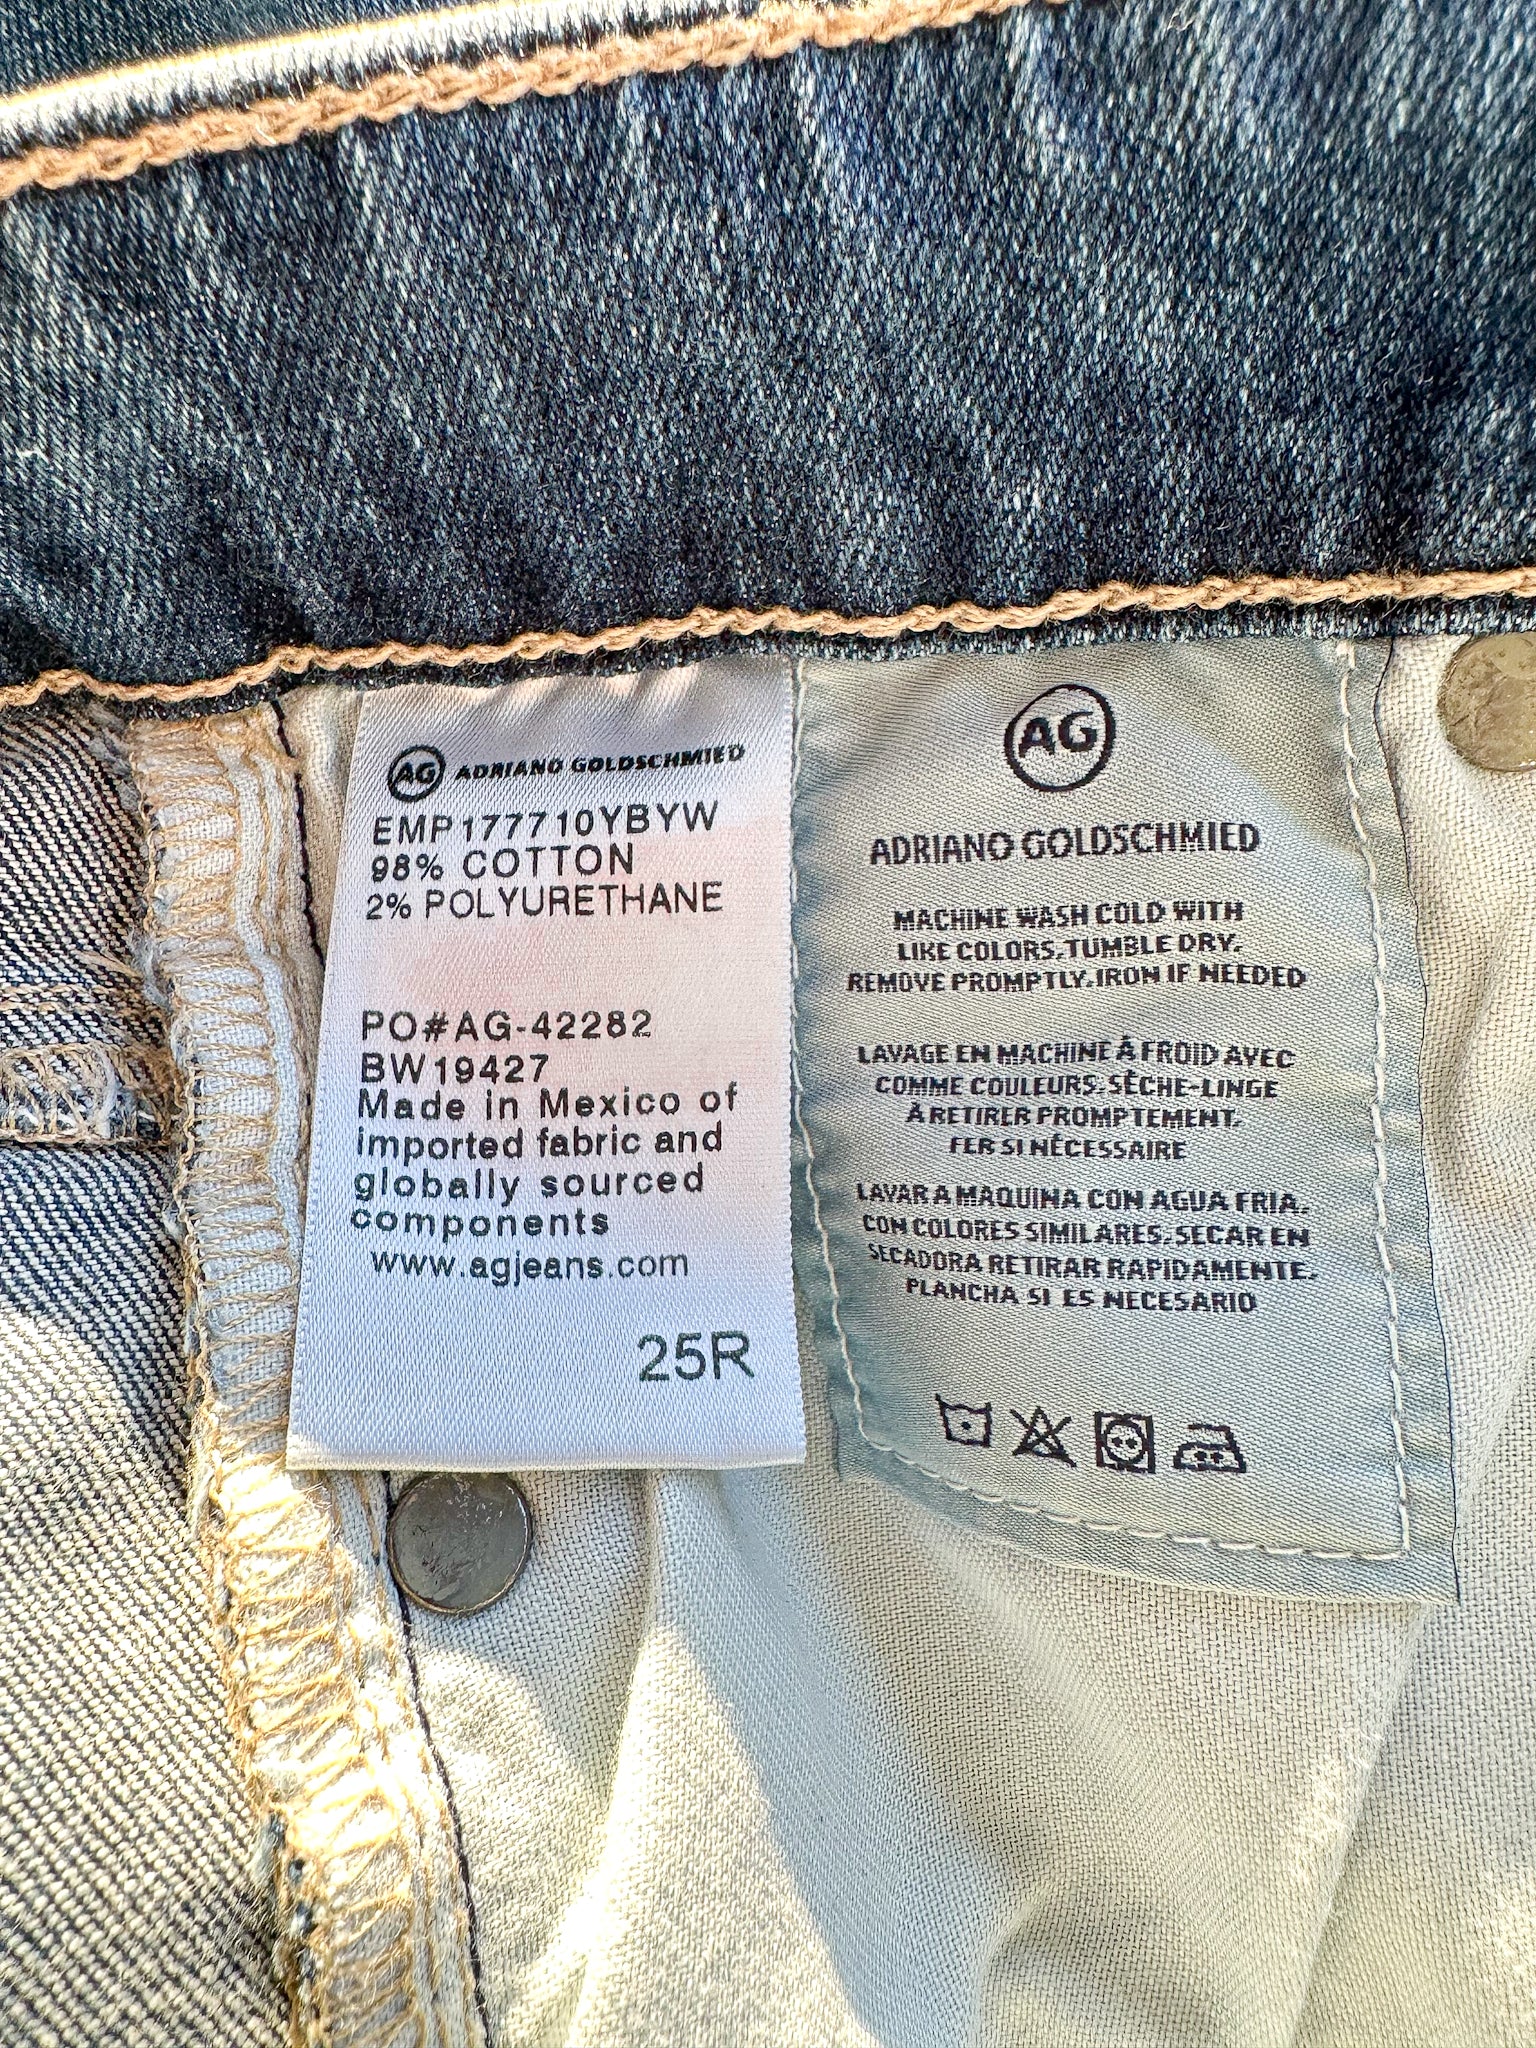 AG ADRIANO GOLDSCHMIED
EMP177710YBYW
98% COTTON
2% POLYURETHANE
PO#AG-42282
BW19427
Made in Mexico of
imported fabric and
globally sourced
components
www.agjeans.com
25R
AG
ADRIANO GOLDSCHMIED
MACHINE WASH COLD WITH
LIKE COLORS. TUMBLE DRY.
REMOVE PROMPTLY. IRON IF NEEDED
LAVAGE EN MACHINE À FROID AVEC
COMME COULEURS. SÈCHE-LINGE
À RETIRER PROMPTEMENT.
FER SI NÉCESSAIRE
LAVAR A MAQUINA CON AGUA FRIA.
CON COLORES SIMILARES. SECAR EN
SECADORA RETIRAR RAPIDAMENTE.
PLANCHA SI ES NECESARIO